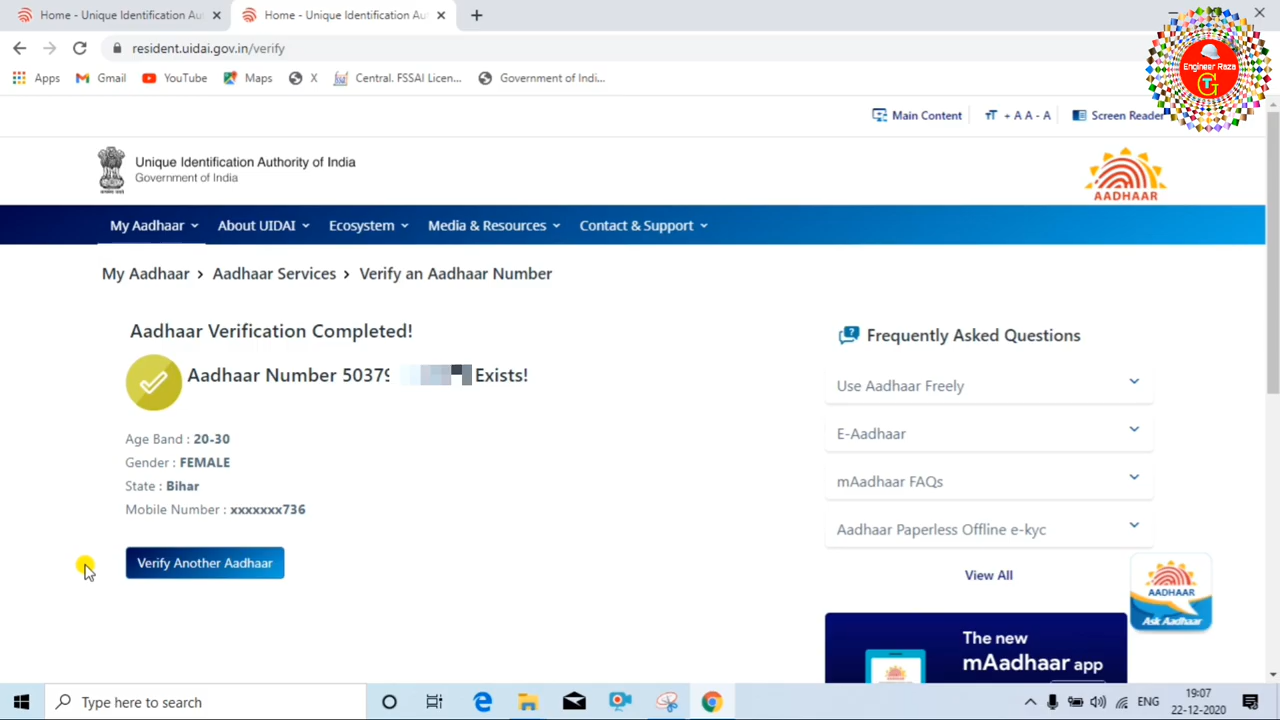 Home - Unique Identification Au
Home - Unique Identification Aut
resident.uidai.gov.in/verify
Apps
Gmail
YouTube
Maps
X
Central. FSSAI Licen...
Government of Indi...
Engineer Raza
Main Content
+ A A - A
Screen Reader
Unique Identification Authority of India
Government of India
AADHAAR
My Aadhaar
About UIDAI
Ecosystem
Media & Resources
Contact & Support
My Aadhaar > Aadhaar Services > Verify an Aadhaar Number
Aadhaar Verification Completed!
Aadhaar Number 50379 Exists!
Age Band : 20-30
Gender : FEMALE
State : Bihar
Mobile Number : xxxxxxx736
Verify Another Aadhaar
Frequently Asked Questions
Use Aadhaar Freely
E-Aadhaar
mAadhaar FAQs
Aadhaar Paperless Offline e-kyc
View All
AADHAAR
Ask Aadhaar
The new
mAadhaar app
Type here to search
ENG
19:07
22-12-2020